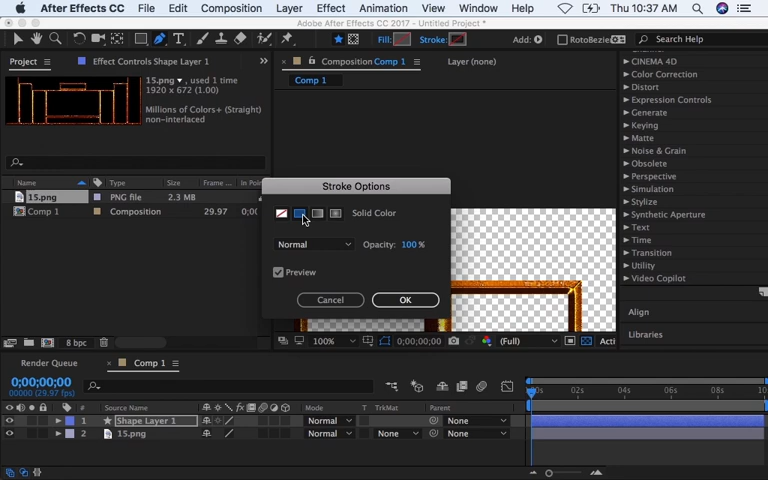 After Effects CC File Edit Composition Layer Effect Animation View Window Help Thu 10:37 AM
Adobe After Effects CC 2017 - Untitled Project *
Fill: Stroke: Add: RotoBezie Search Help
Project Effect Controls Shape Layer 1 Composition Comp 1 Layer (none)
Comp 1
15.png , used 1 time
1920 x 672 (1.00)
Millions of Colors+ (Straight)
non-interlaced
CINEMA 4D
Color Correction
Distort
Expression Controls
Generate
Keying
Matte
Noise & Grain
Obsolete
Perspective
Simulation
Stylize
Synthetic Aperture
Text
Time
Transition
Utility
Video Copilot
Align
Libraries
Name Type Size Frame ... In Poin
15.png PNG file 2.3 MB
Comp 1 Composition 29.97 0;00
8 bpc
Stroke Options
Solid Color
Normal Opacity: 100 %
Preview
Cancel OK
100% 0;00;00;00 (Full) Acti
Render Queue Comp 1
0;00;00;00
00000 (29.97 fps)
# Source Name Mode T TrkMat Parent
1 Shape Layer 1 Normal None
2 15.png Normal None None
0s 02s 04s 06s 08s 10